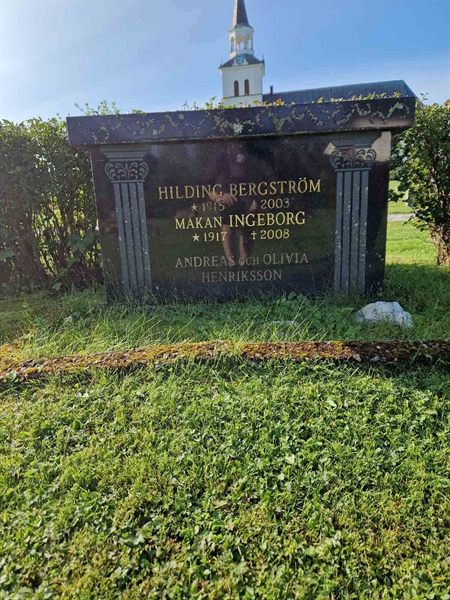 HILDING BERGSTRÖM
★ 1915 ✝ 2003
MAKAN INGEBORG
★ 1917 ✝ 2008
ANDREAS OCH OLIVIA
HENRIKSSON